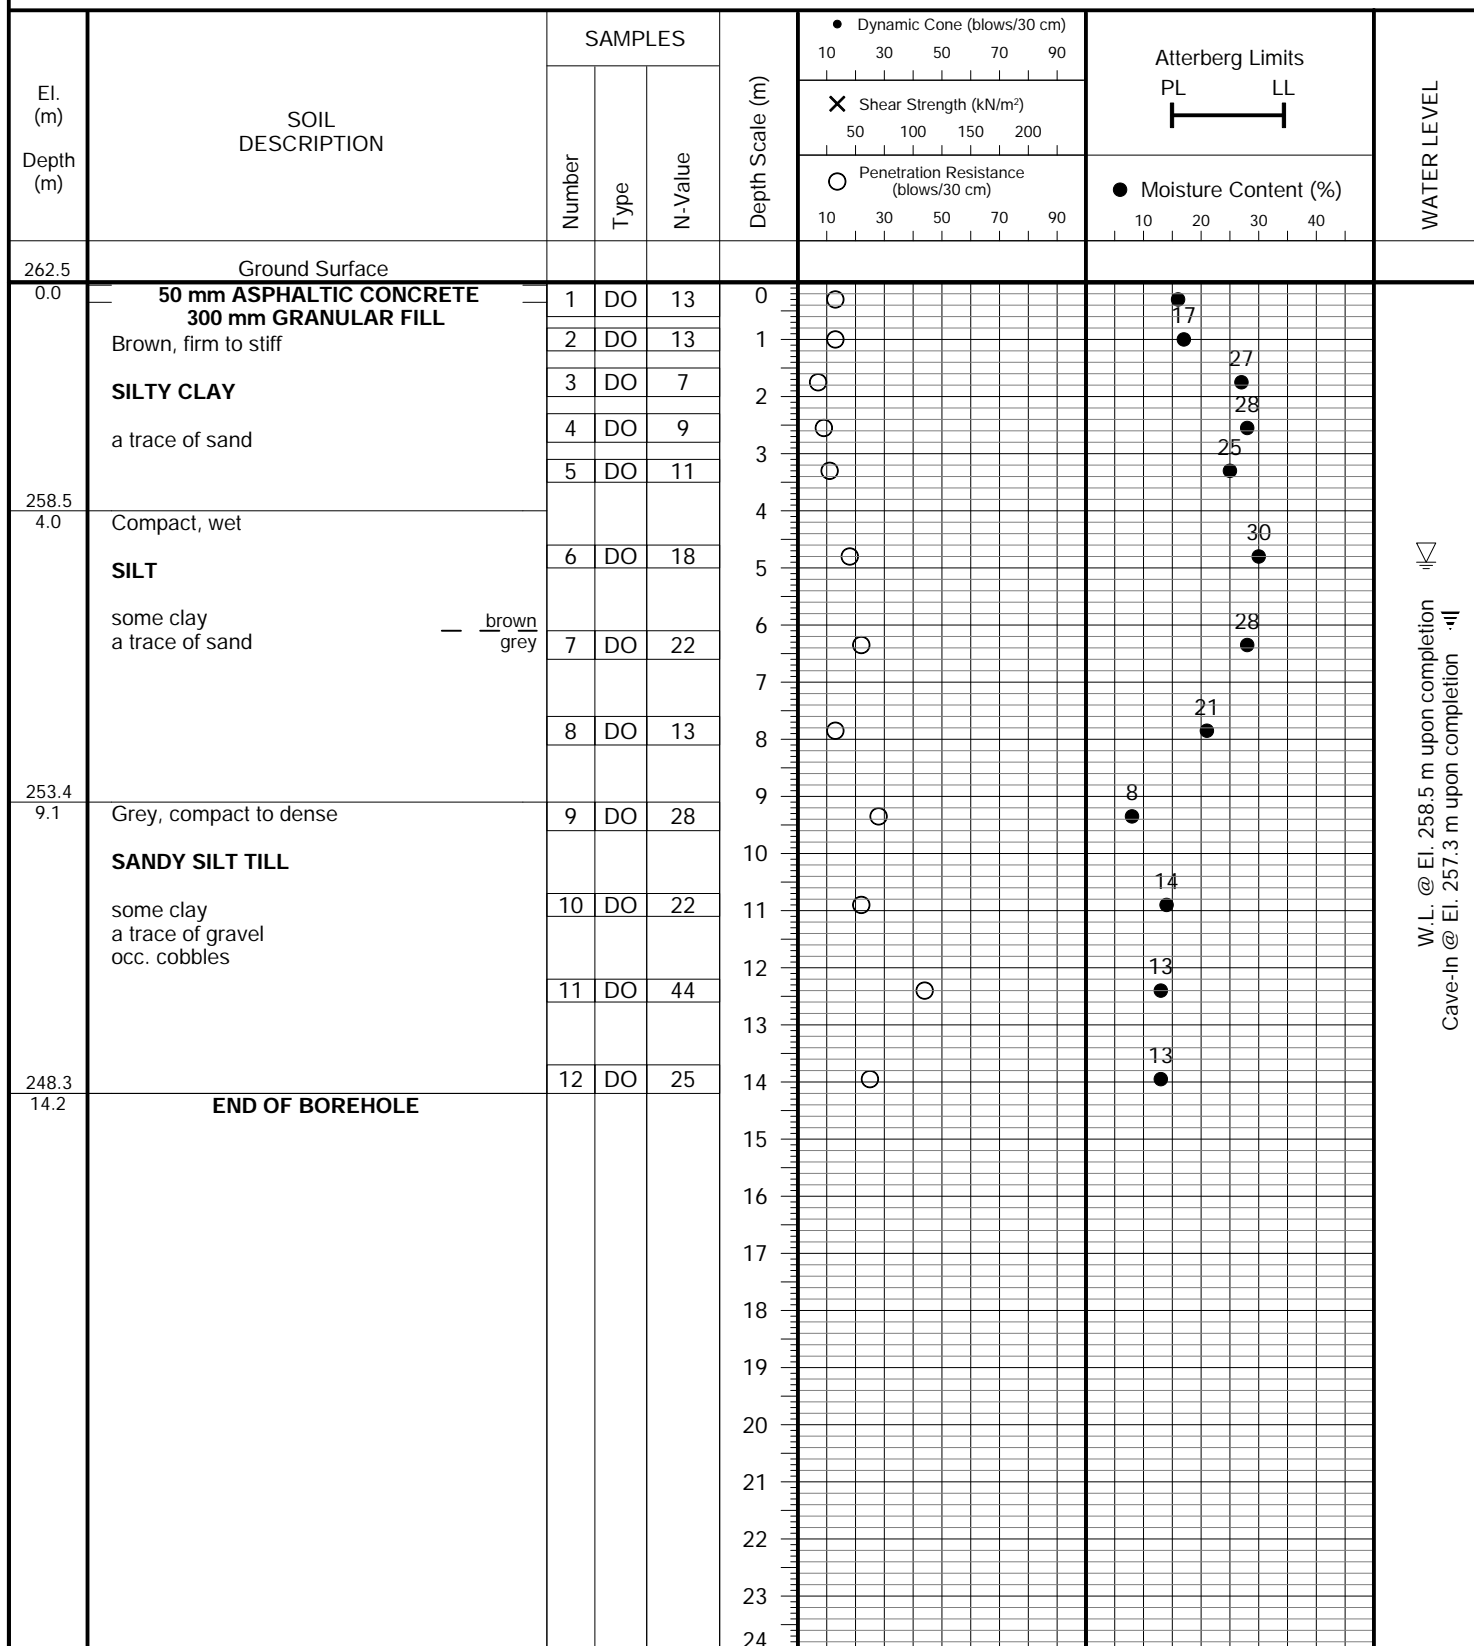 El.
(m)
Depth
(m)
SOIL
DESCRIPTION
SAMPLES
Number
Type
N-Value
Depth Scale (m)
Dynamic Cone (blows/30 cm)
10 30 50 70 90
Shear Strength (kN/m²)
50 100 150 200
Penetration Resistance
(blows/30 cm)
10 30 50 70 90
Atterberg Limits
PL LL
Moisture Content (%)
10 20 30 40
WATER LEVEL
262.5 Ground Surface
0.0 50 mm ASPHALTIC CONCRETE 1 DO 13 0
300 mm GRANULAR FILL 17
Brown, firm to stiff 2 DO 13 1
27
SILTY CLAY 3 DO 7 2
28
a trace of sand 4 DO 9
25
5 DO 11 3
258.5
4.0 Compact, wet 4
30
SILT 6 DO 18 5
some clay brown 6 28
a trace of sand grey 7 DO 22
7
21
8 DO 13 8
253.4 9 8
9.1 Grey, compact to dense 9 DO 28
SANDY SILT TILL 10
14
some clay 10 DO 22 11
a trace of gravel
occ. cobbles
12 13
11 DO 44
13
13
248.3 12 DO 25 14
14.2 END OF BOREHOLE
15
16
17
18
19
20
21
22
23
24
W.L. @ El. 258.5 m upon completion
Cave-In @ El. 257.3 m upon completion